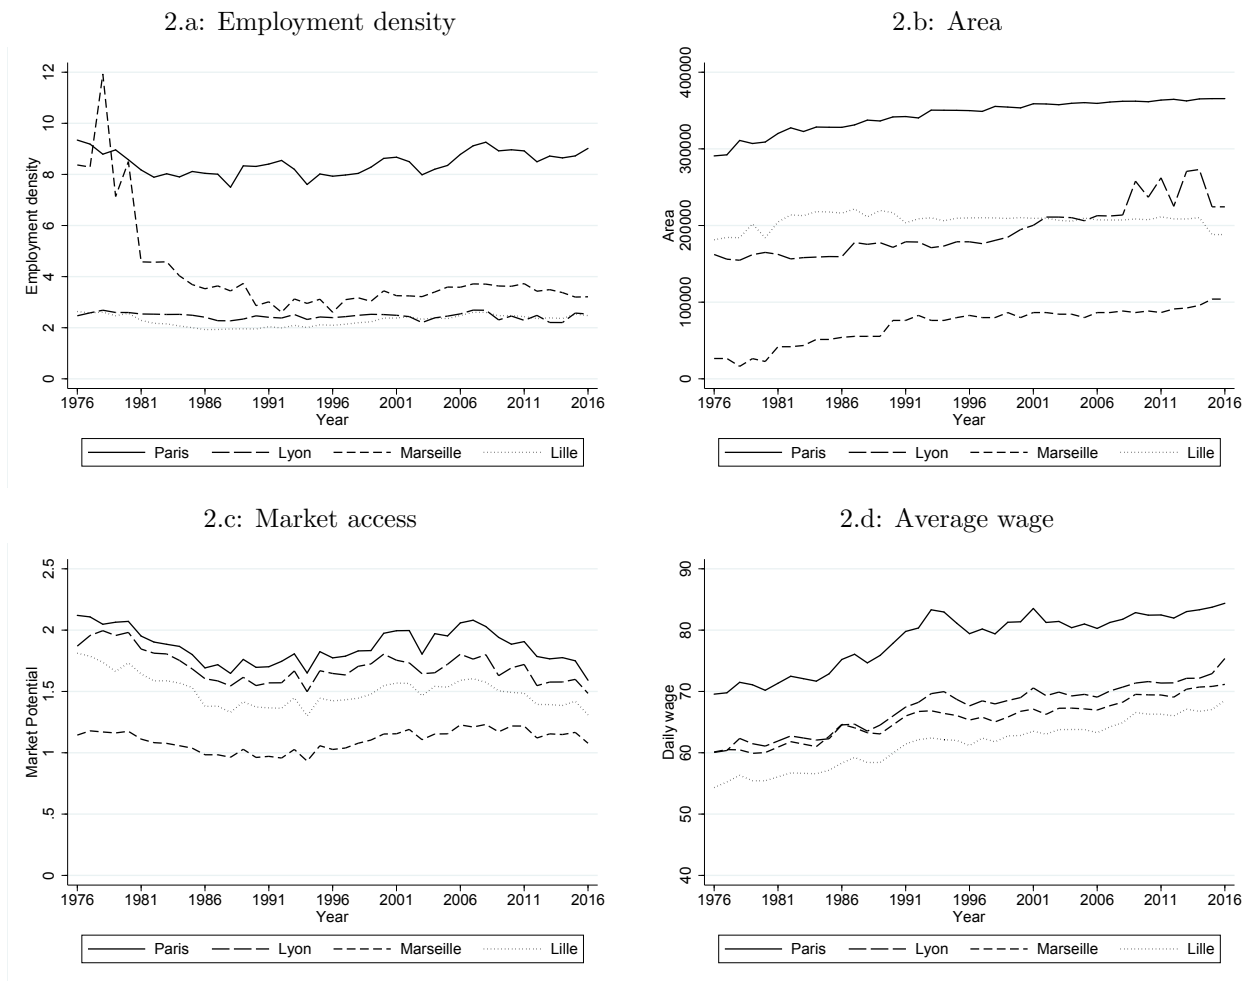 2.a: Employment density
Employment density
12
10
8
6
4
2
0
1976 1981 1986 1991 1996 2001 2006 2011 2016
Year
Paris Lyon Marseille Lille
2.b: Area
Area
400000
300000
200000
100000
0
1976 1981 1986 1991 1996 2001 2006 2011 2016
Year
Paris Lyon Marseille Lille
2.c: Market access
Market Potential
2.5
2
1.5
1
.5
0
1976 1981 1986 1991 1996 2001 2006 2011 2016
Year
Paris Lyon Marseille Lille
2.d: Average wage
Daily wage
90
80
70
60
50
40
1976 1981 1986 1991 1996 2001 2006 2011 2016
Year
Paris Lyon Marseille Lille